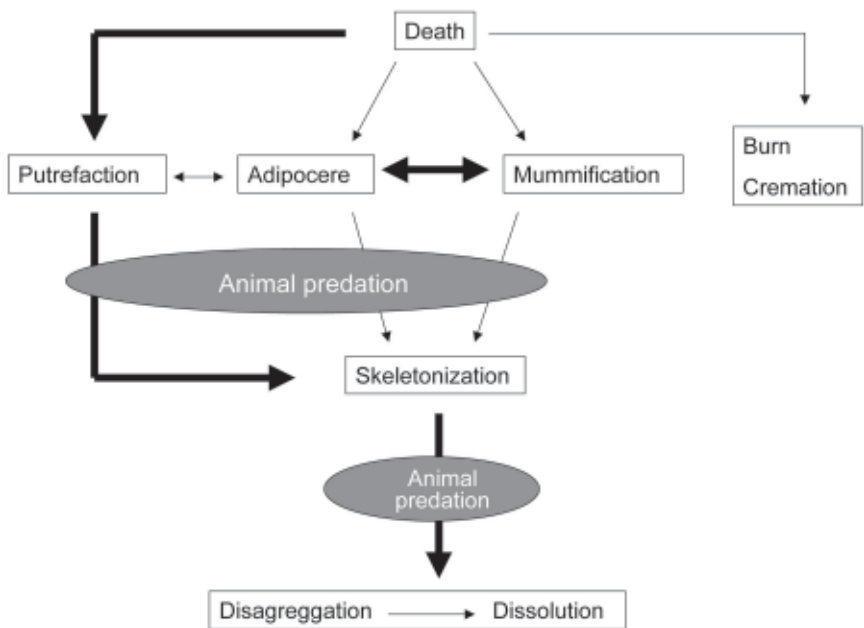 Death
Burn
Cremation
Putrefaction
Adipocere
Mummification
Animal predation
Skeletonization
Animal
predation
Disagreggation
Dissolution